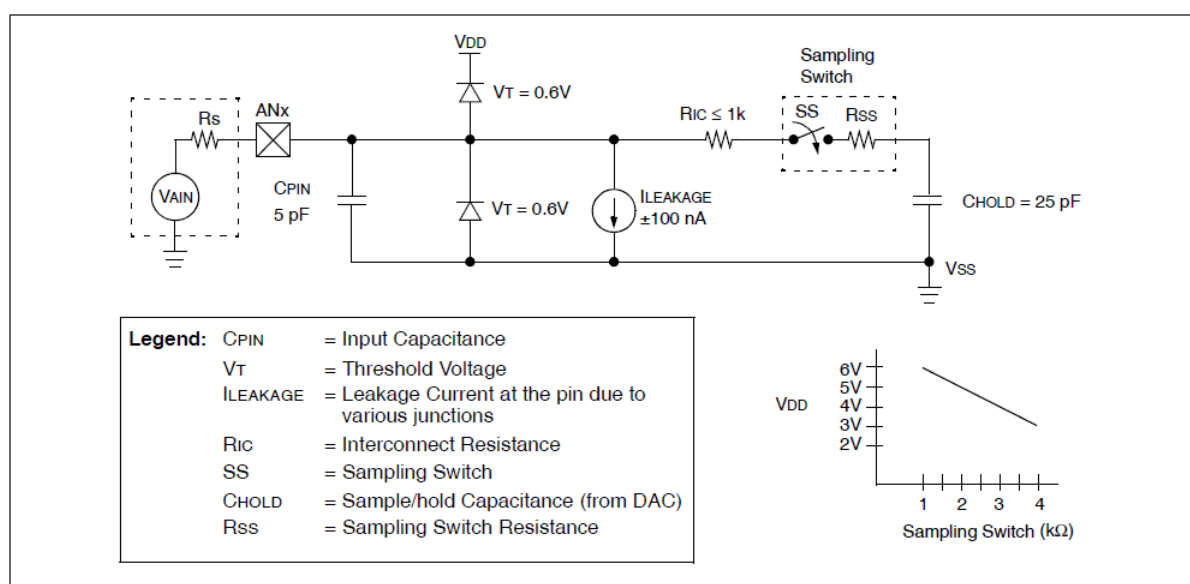 VDD
Sampling
Switch
VT = 0.6V
RS
ANx
RIC ≤ 1k
SS
RSS
VAIN
CPIN
5 pF
VT = 0.6V
ILEAKAGE
±100 nA
CHOLD = 25 pF
VSS
Legend: CPIN = Input Capacitance
VT = Threshold Voltage
ILEAKAGE = Leakage Current at the pin due to
various junctions
RIC = Interconnect Resistance
SS = Sampling Switch
CHOLD = Sample/hold Capacitance (from DAC)
RSS = Sampling Switch Resistance
VDD
6V
5V
4V
3V
2V
1 2 3 4
Sampling Switch (kΩ)